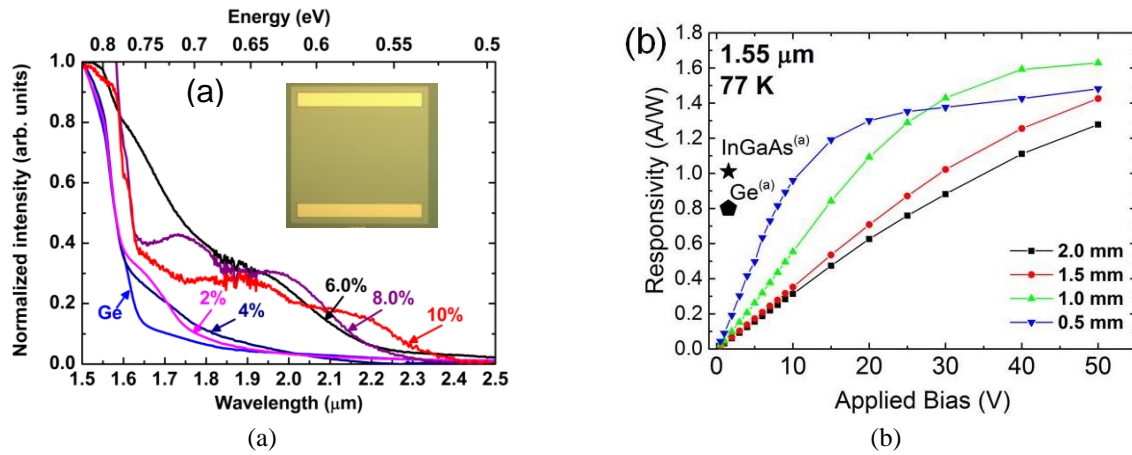 Energy (eV)
0.8 0.75 0.7 0.65 0.6 0.55 0.5
Normalized intensity (arb. units)
1.0
0.8
0.6
0.4
0.2
0.0
(a)
Ge
2%
4%
6.0%
8.0%
10%
1.5 1.6 1.7 1.8 1.9 2.0 2.1 2.2 2.3 2.4 2.5
Wavelength (μm)
(a)
(b)
1.55 μm
77 K
Responsivity (A/W)
1.8
1.6
1.4
1.2
1.0
0.8
0.6
0.4
0.2
0.0
InGaAs(a)
Ge(a)
2.0 mm
1.5 mm
1.0 mm
0.5 mm
0 10 20 30 40 50
Applied Bias (V)
(b)